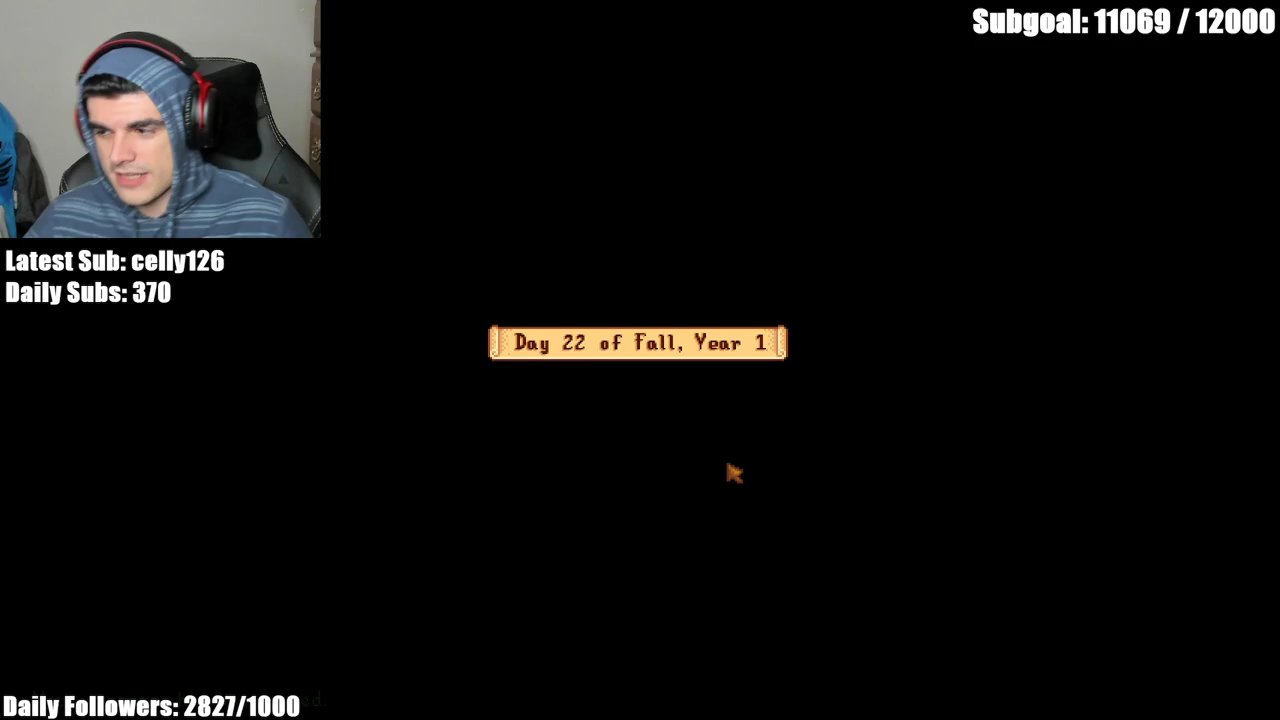 Subgoal: 11069 / 12000
Latest Sub: celly126
Daily Subs: 370
Day 22 of Fall, Year 1
Daily Followers: 2827/1000